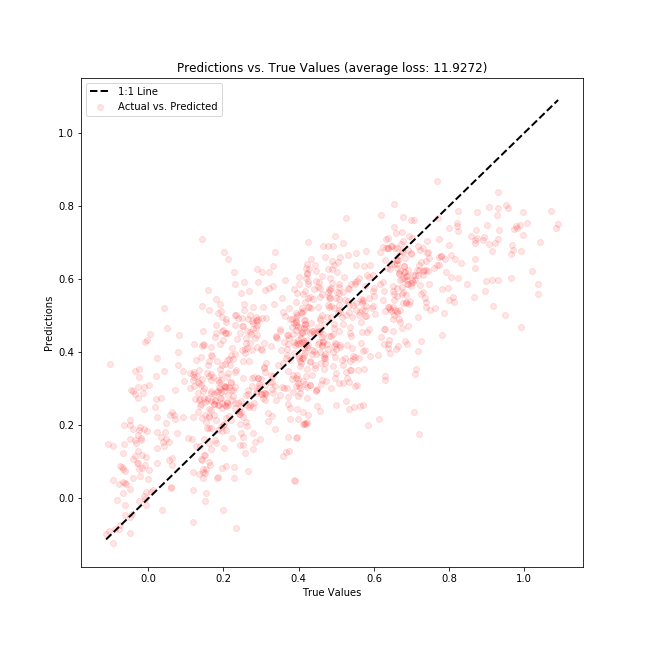 Predictions vs. True Values (average loss: 11.9272)
1:1 Line
Actual vs. Predicted
1.0
0.8
0.6
0.4
0.2
0.0
Predictions
0.0 0.2 0.4 0.6 0.8 1.0
True Values